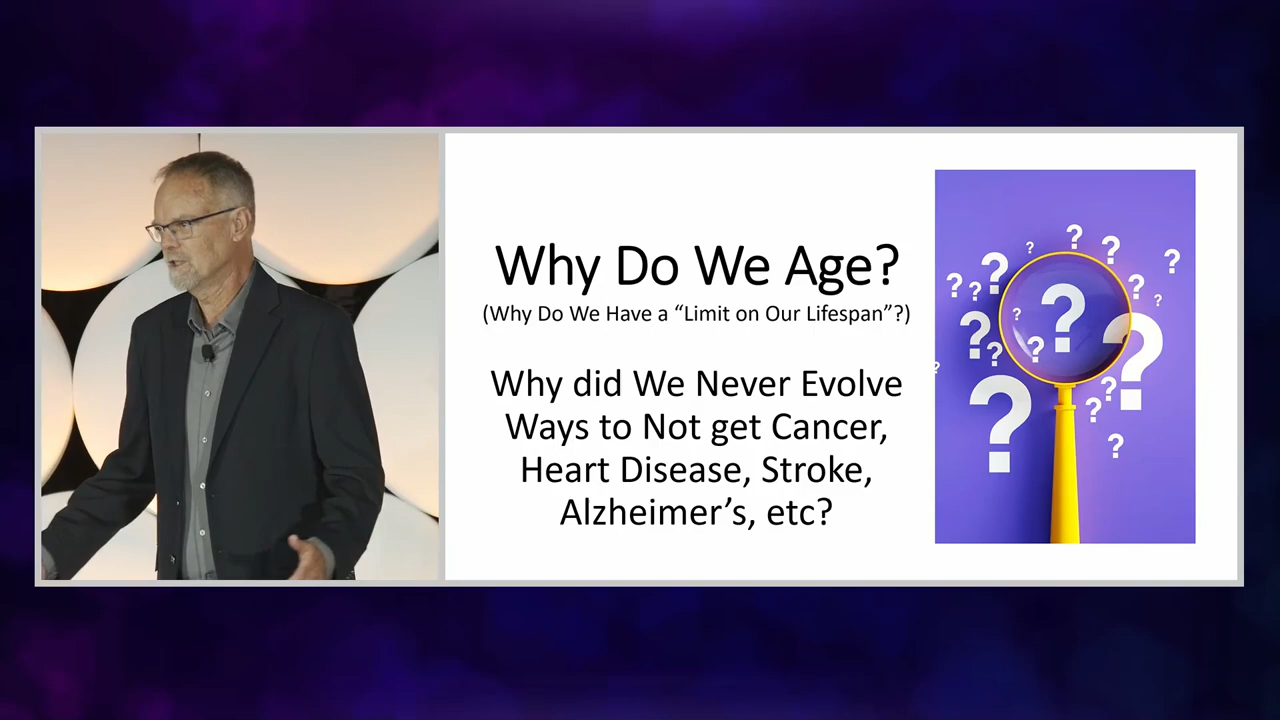 Why Do We Age?
(Why Do We Have a “Limit on Our Lifespan”?)
Why did We Never Evolve
Ways to Not get Cancer,
Heart Disease, Stroke,
Alzheimer’s, etc?
? ? ? ? ? ? ? ? ? ? ? ? ? ? ? ? ? ? ? ?